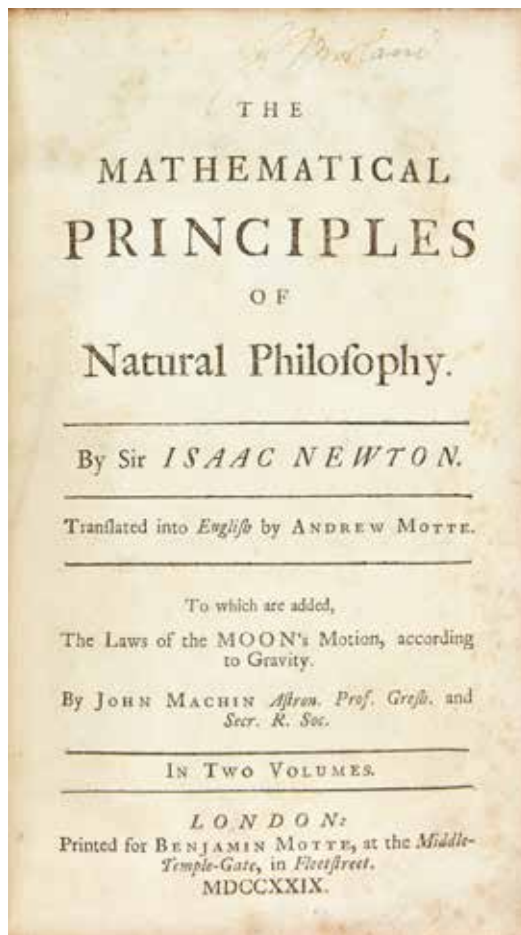 THE
MATHEMATICAL
PRINCIPLES
OF
Natural Philoſophy.
By Sir ISAAC NEWTON.
Tranſlated into Engliſh by ANDREW MOTTE.
To which are added,
The Laws of the MOON's Motion, according
to Gravity.
By JOHN MACHIN Aſtron. Prof. Greſh. and
Secr. R. Soc.
IN TWO VOLUMES.
LONDON:
Printed for BENJAMIN MOTTE, at the Middle-
Temple-Gate, in Fleetſtreet.
MDCCXXIX.